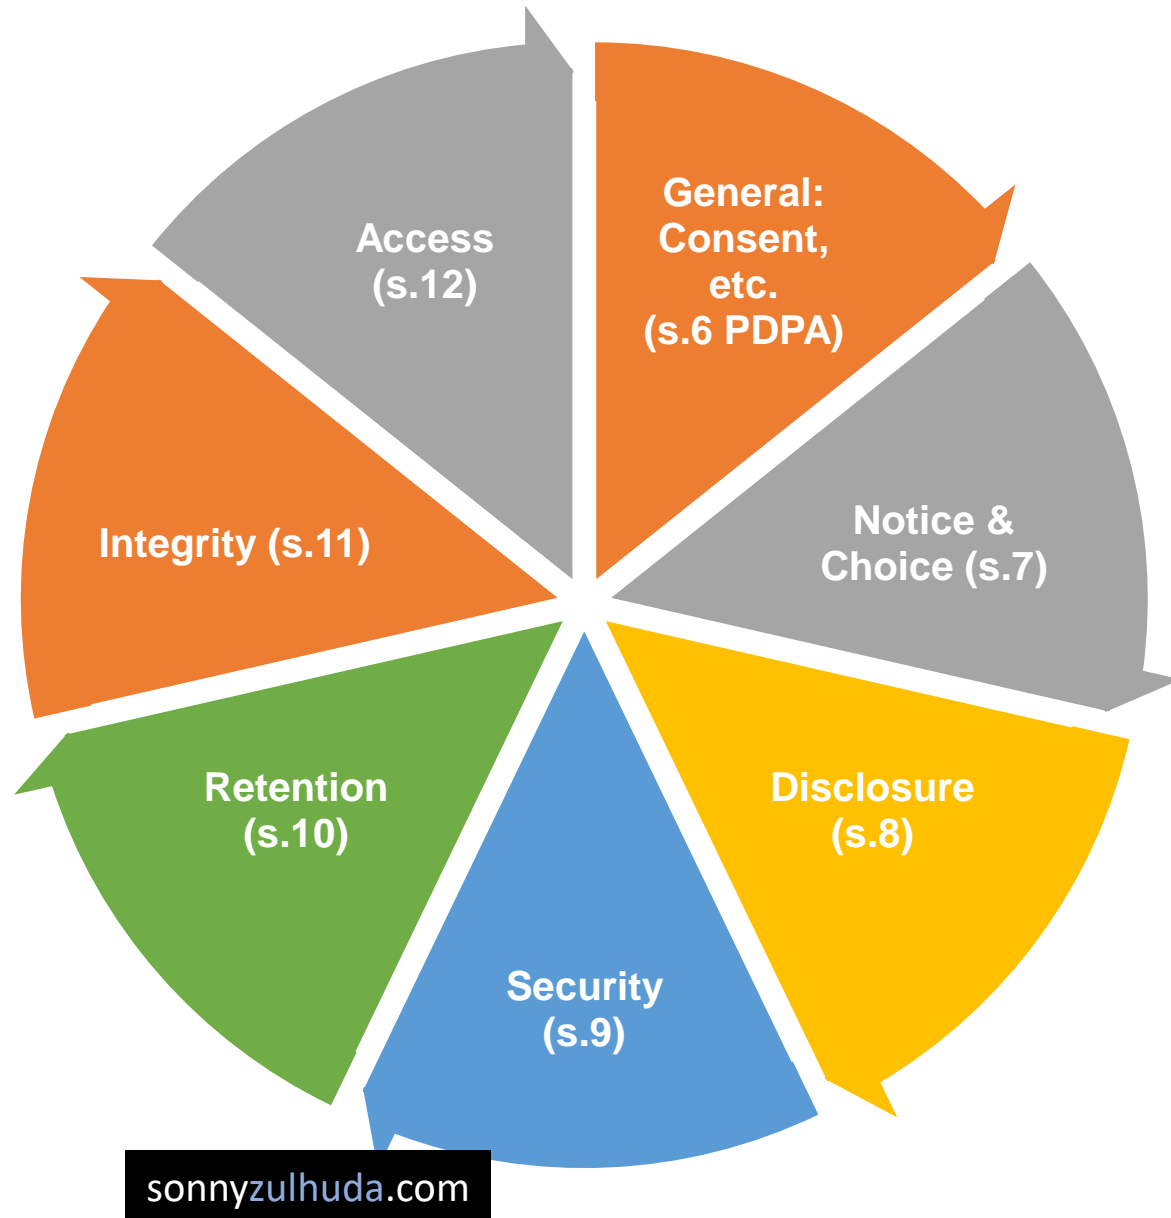 General:
Consent,
etc.
(s.6 PDPA)
Notice &
Choice (s.7)
Disclosure
(s.8)
Security
(s.9)
Retention
(s.10)
Integrity (s.11)
Access
(s.12)
sonnyzulhuda.com